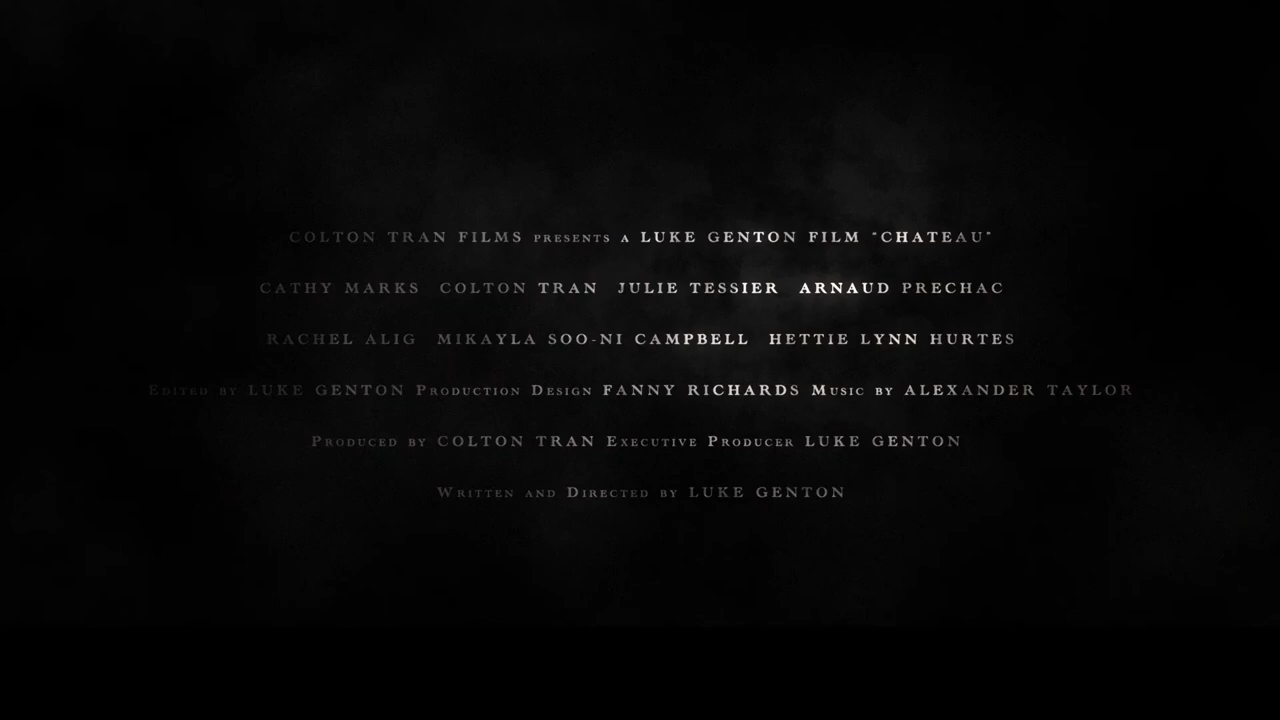 COLTON TRAN FILMS PRESENTS A LUKE GENTON FILM "CHATEAU"
CATHY MARKS COLTON TRAN JULIE TESSIER ARNAUD PRECHAC
RACHEL ALIG MIKAYLA SOO-NI CAMPBELL HETTIE LYNN HURTES
EDITED BY LUKE GENTON PRODUCTION DESIGN FANNY RICHARDS MUSIC BY ALEXANDER TAYLOR
PRODUCED BY COLTON TRAN EXECUTIVE PRODUCER LUKE GENTON
WRITTEN AND DIRECTED BY LUKE GENTON